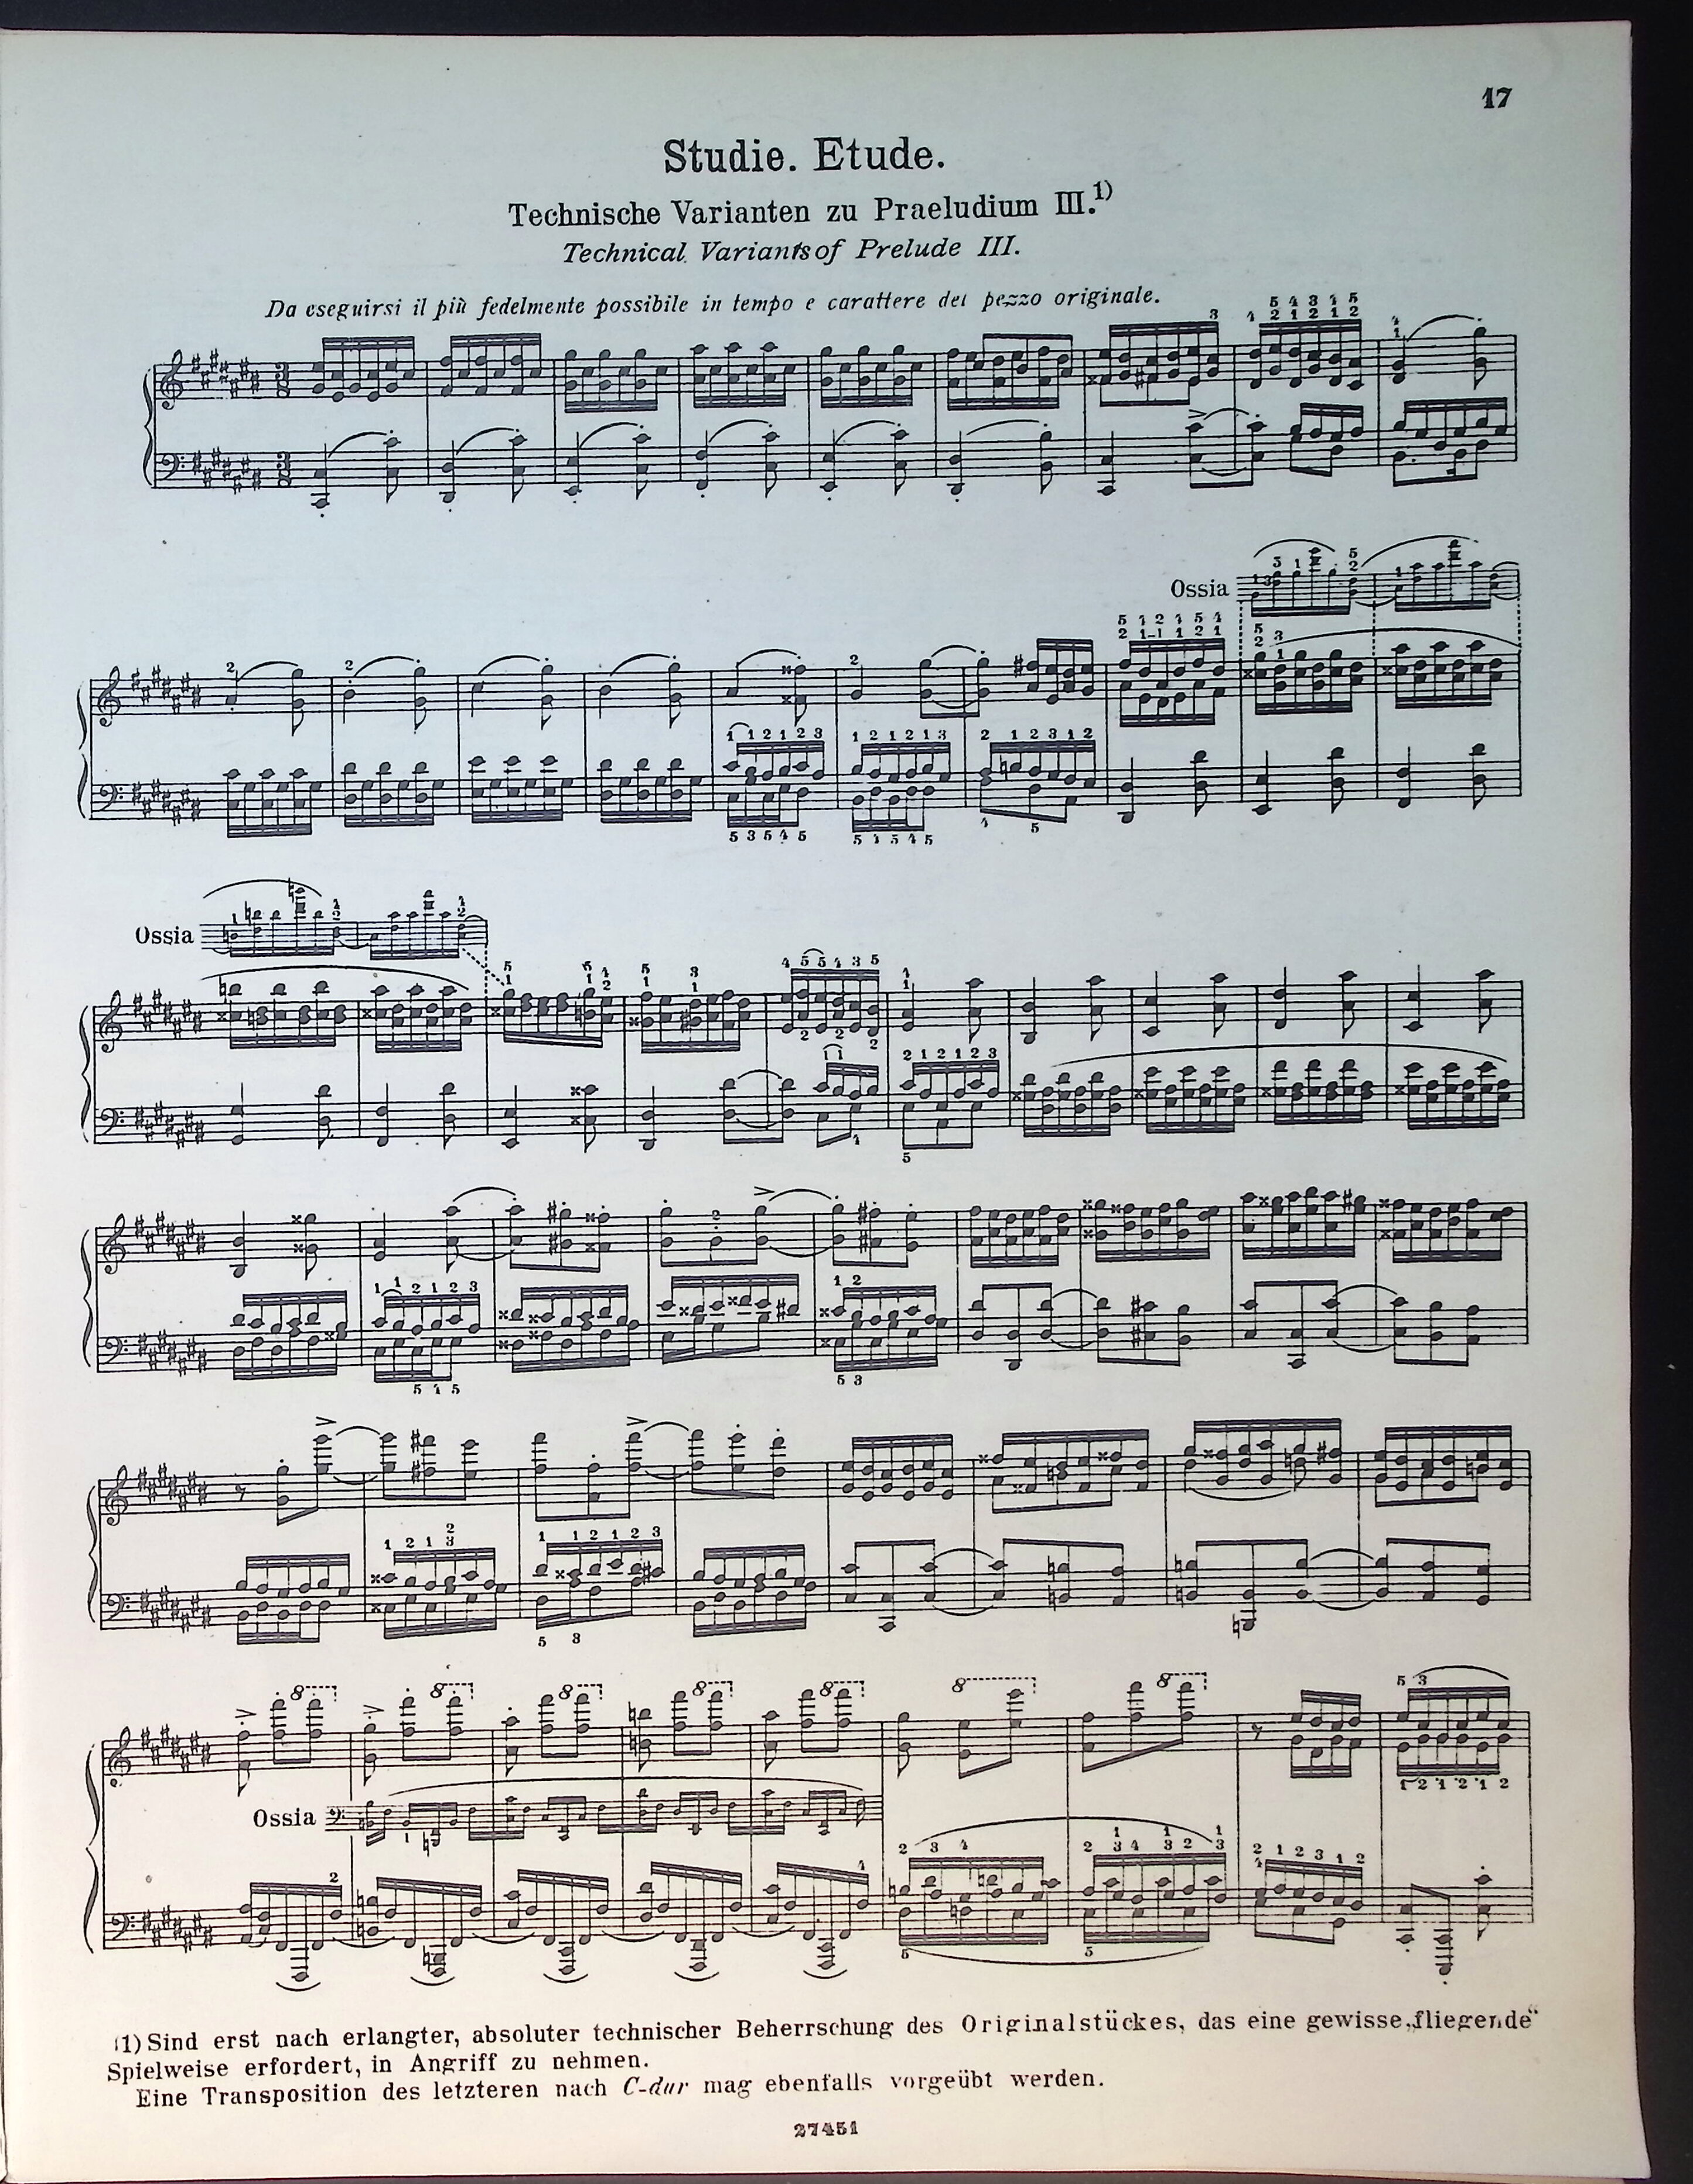 17
Studie. Etude.
Technische Varianten zu Praeludium III.1)
Technical Variants of Prelude III.
Da eseguirsi il più fedelmente possibile in tempo e carattere del pezzo originale.
Ossia
Ossia
Ossia
1) Sind erst nach erlangter, absoluter technischer Beherrschung des Originalstückes, das eine gewisse „fliegende“
Spielweise erfordert, in Angriff zu nehmen.
Eine Transposition des letzteren nach C-dur mag ebenfalls vorgeübt werden.
27451